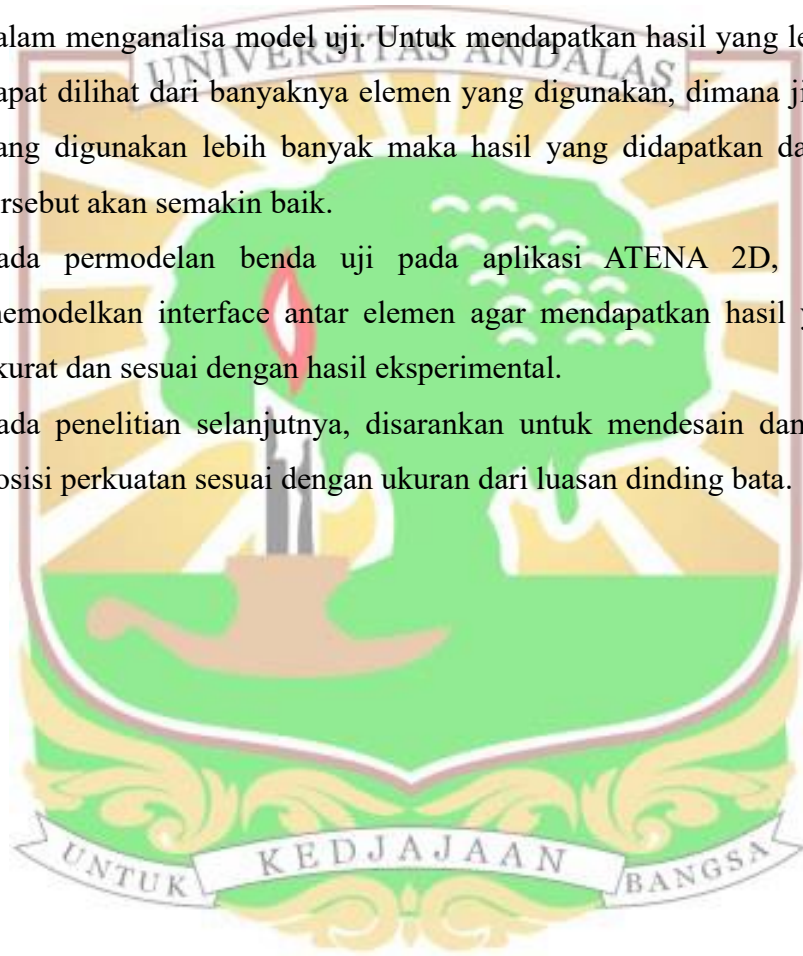 alam menganalisa model uji. Untuk mendapatkan hasil yang le
UNIVERSITAS ANDALAS
apat dilihat dari banyaknya elemen yang digunakan, dimana ji
ang digunakan lebih banyak maka hasil yang didapatkan da
ersebut akan semakin baik.
ada permodelan benda uji pada aplikasi ATENA 2D,
nemodelkan interface antar elemen agar mendapatkan hasil y
kurat dan sesuai dengan hasil eksperimental.
ada penelitian selanjutnya, disarankan untuk mendesain dan
osisi perkuatan sesuai dengan ukuran dari luasan dinding bata.
UNTUK KEDJAJAAN BANGSA